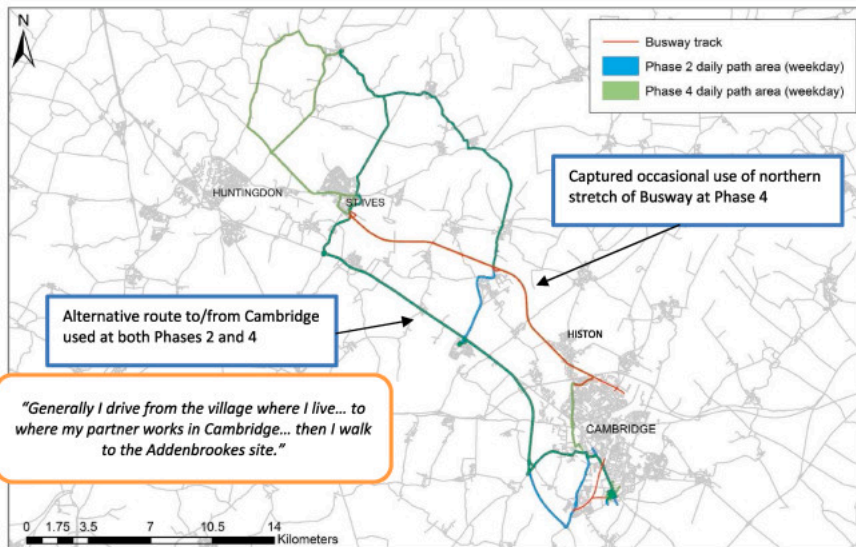 N
Busway track
Phase 2 daily path area (weekday)
Phase 4 daily path area (weekday)
Captured occasional use of northern
stretch of Busway at Phase 4
HUNTINGDON
ST IVES
Alternative route to/from Cambridge
used at both Phases 2 and 4
HISTON
"Generally I drive from the village where I live... to
where my partner works in Cambridge... then I walk
to the Addenbrookes site."
CAMBRIDGE
0 1.75 3.5 7 10.5 14
Kilometers